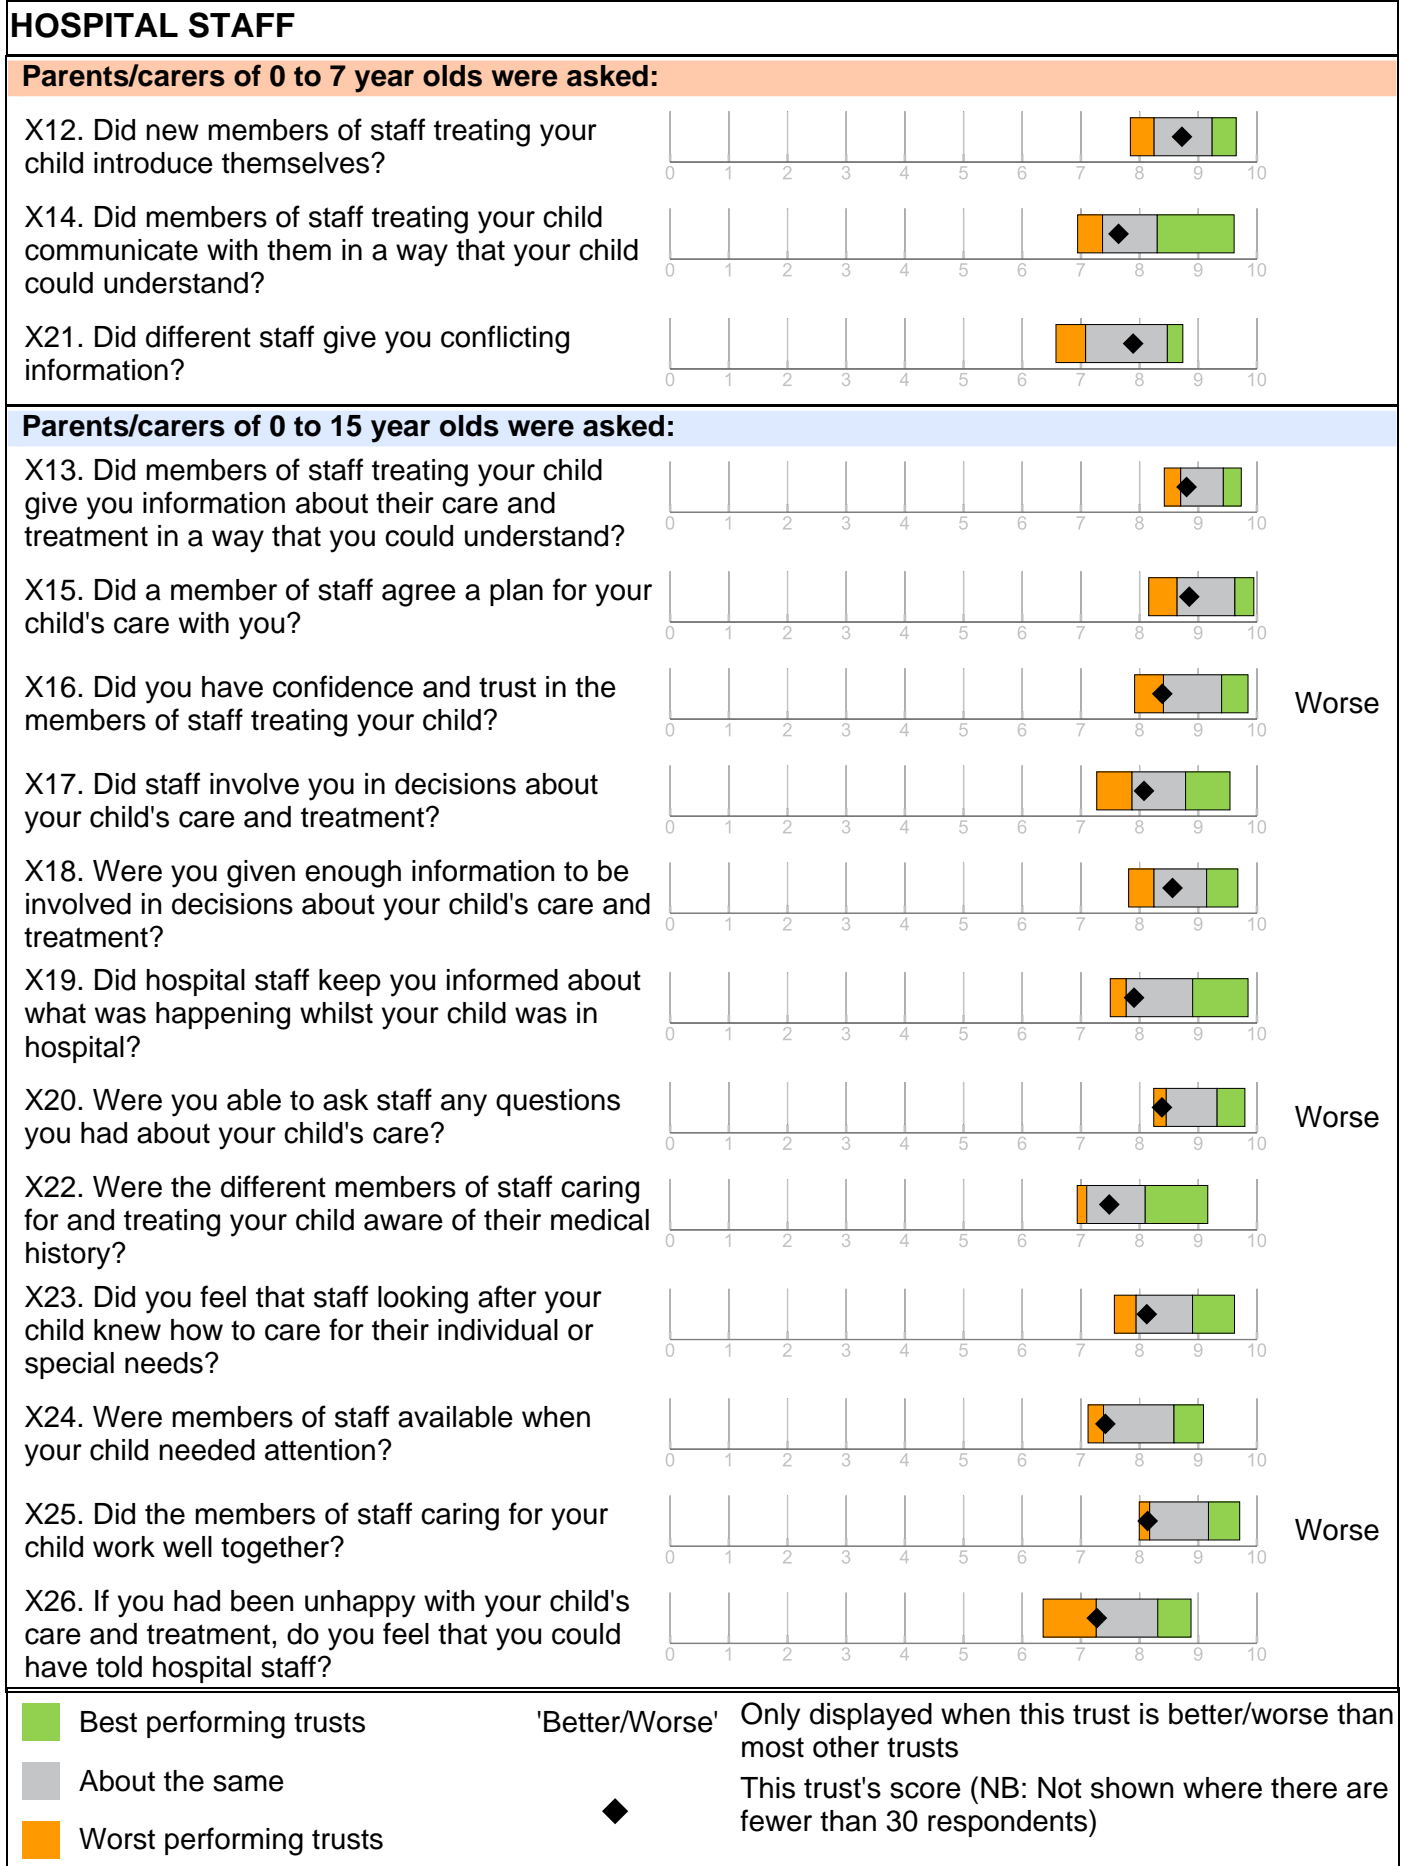 HOSPITAL STAFF
Parents/carers of 0 to 7 year olds were asked:
X12. Did new members of staff treating your
child introduce themselves?
0 1 2 3 4 5 6 7 8 9 10
X14. Did members of staff treating your child
communicate with them in a way that your child
could understand?
0 1 2 3 4 5 6 7 8 9 10
X21. Did different staff give you conflicting
information?
0 1 2 3 4 5 6 7 8 9 10
Parents/carers of 0 to 15 year olds were asked:
X13. Did members of staff treating your child
give you information about their care and
treatment in a way that you could understand?
0 1 2 3 4 5 6 7 8 9 10
X15. Did a member of staff agree a plan for your
child's care with you?
0 1 2 3 4 5 6 7 8 9 10
X16. Did you have confidence and trust in the
members of staff treating your child?
Worse
0 1 2 3 4 5 6 7 8 9 10
X17. Did staff involve you in decisions about
your child's care and treatment?
0 1 2 3 4 5 6 7 8 9 10
X18. Were you given enough information to be
involved in decisions about your child's care and
treatment?
0 1 2 3 4 5 6 7 8 9 10
X19. Did hospital staff keep you informed about
what was happening whilst your child was in
hospital?
0 1 2 3 4 5 6 7 8 9 10
X20. Were you able to ask staff any questions
you had about your child's care?
Worse
0 1 2 3 4 5 6 7 8 9 10
X22. Were the different members of staff caring
for and treating your child aware of their medical
history?
0 1 2 3 4 5 6 7 8 9 10
X23. Did you feel that staff looking after your
child knew how to care for their individual or
special needs?
0 1 2 3 4 5 6 7 8 9 10
X24. Were members of staff available when
your child needed attention?
0 1 2 3 4 5 6 7 8 9 10
X25. Did the members of staff caring for your
child work well together?
Worse
0 1 2 3 4 5 6 7 8 9 10
X26. If you had been unhappy with your child's
care and treatment, do you feel that you could
have told hospital staff?
0 1 2 3 4 5 6 7 8 9 10
Best performing trusts
About the same
Worst performing trusts
'Better/Worse'
Only displayed when this trust is better/worse than
most other trusts
This trust's score (NB: Not shown where there are
fewer than 30 respondents)